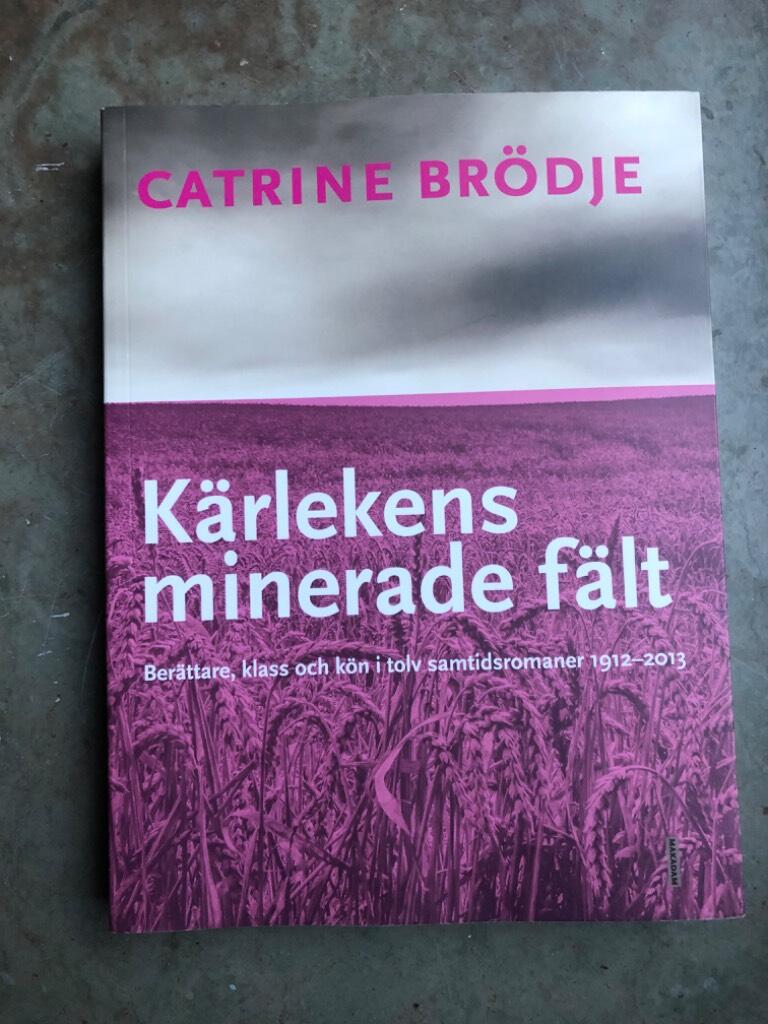 CATRINE BRÖDJE
Kärlekens
minerade fält
Berättare, klass och kön i tolv samtidsromaner 1912–2013
MAKADAM